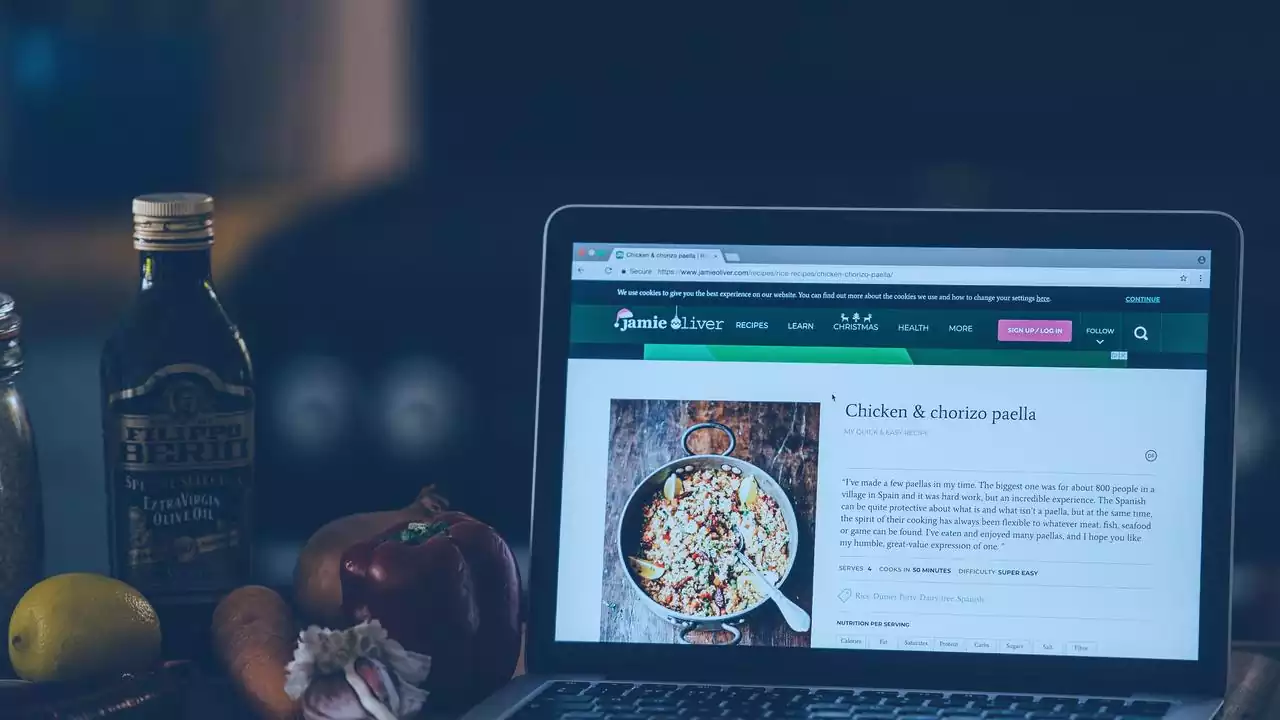 FILIPPO
BERIO
EXTRA VIRGIN
OLIVE OIL
Chicken & chorizo paella
Secure https://www.jamieoliver.com/recipes/rice-recipes/chicken-chorizo-paella/
We use cookies to give you the best experience on our website. You can find out more about the cookies we use and how to change your settings here.
CONTINUE
jamie oliver RECIPES LEARN CHRISTMAS HEALTH MORE SIGN UP / LOG IN FOLLOW
Chicken & chorizo paella
MY QUICK & EASY RECIPE
DF
"I've made a few paellas in my time. The biggest one was for about 800 people in a
village in Spain and it was hard work, but an incredible experience. The Spanish
can be quite protective about what is and what isn't a paella, but at the same time,
the spirit of their cooking has always been flexible to whatever meat, fish, seafood
or game can be found. I've eaten and enjoyed many paellas, and I hope you like
my humble, great-value expression of one. "
SERVES 4 COOKS IN 50 MINUTES DIFFICULTY SUPER EASY
Rice, Dinner Party, Dairy-free, Spanish
NUTRITION PER SERVING
Calories Fat Saturates Protein Carbs Sugars Salt Fibre